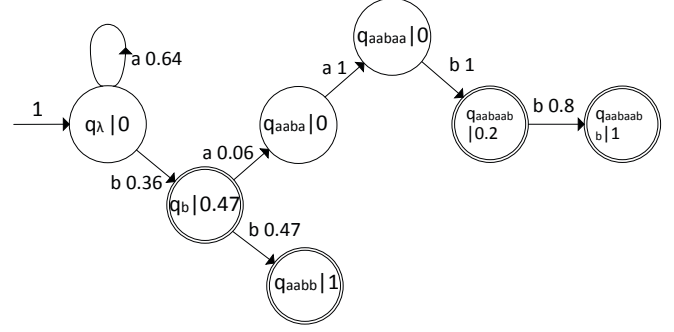 qaabaa|0
a 0.64
a 1
b 1
1
qλ|0
qaaba|0
qaabaab
|0.2
b 0.8
qaabaab
b|1
a 0.06
b 0.36
qb|0.47
b 0.47
qaabb|1